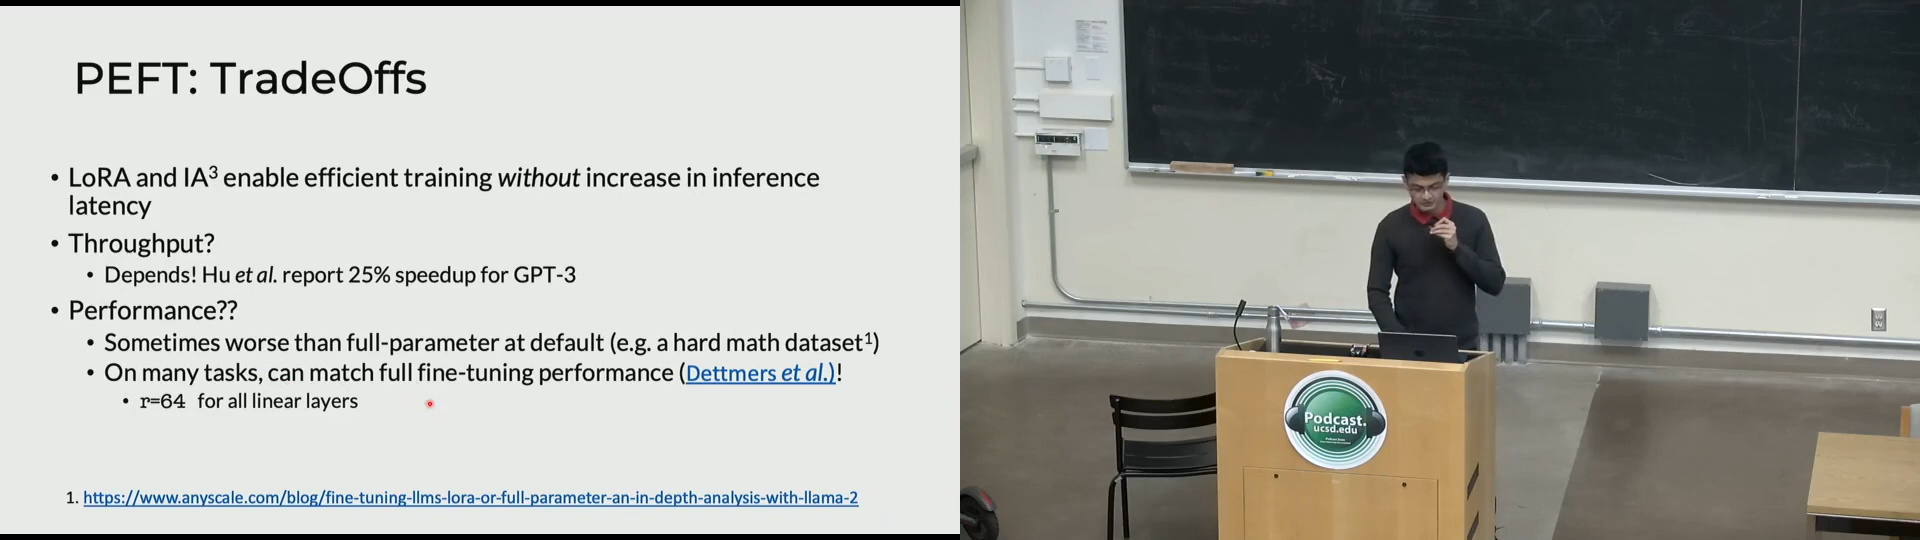 PEFT: TradeOffs
• LoRA and IA³ enable efficient training without increase in inference
latency
• Throughput?
• Depends! Hu et al. report 25% speedup for GPT-3
• Performance??
• Sometimes worse than full-parameter at default (e.g. a hard math dataset¹)
• On many tasks, can match full fine-tuning performance (Dettmers et al.)!
• r=64 for all linear layers
1. https://www.anyscale.com/blog/fine-tuning-llms-lora-or-full-parameter-an-in-depth-analysis-with-llama-2
Podcast.
ucsd.edu